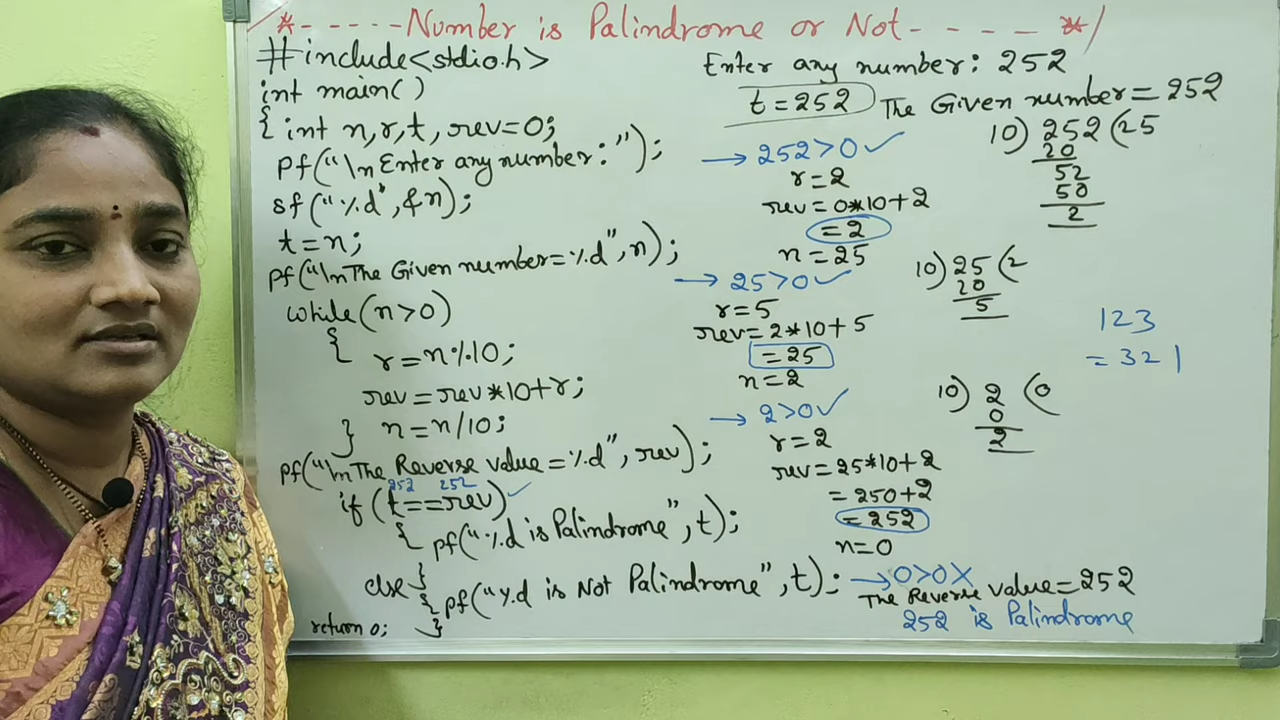 /*-----Number is Palindrome or Not-----*/
#include<stdio.h>
int main()
{ int n,r,t, rev=0;
pf("\nEnter any number:");
sf("%d",&n);
t=n;
pf("\nThe Given number=%d",n);
while(n>0)
{ r=n%10;
rev=rev*10+r;
} n=n/10;
pf("\nThe Reverse value=%d", rev);
252 252
if (t==rev) ✓
{ pf("%d is Palindrome", t);
}
else
{ pf("%d is Not Palindrome", t);
return 0; }
Enter any number: 252
t=252
The Given number=252
→ 252>0 ✓
r=2
rev=0*10+2
=2
n=25
→ 25>0 ✓
r=5
rev=2*10+5
=25
n=2
→ 2>0 ✓
r=2
rev=25*10+2
=250+2
=252
n=0
→ 0>0 X
The Reverse value=252
252 is Palindrome
10) 252 (25
20
52
50
2
10) 25 (2
20
5
10) 2 (0
0
2
123
= 321